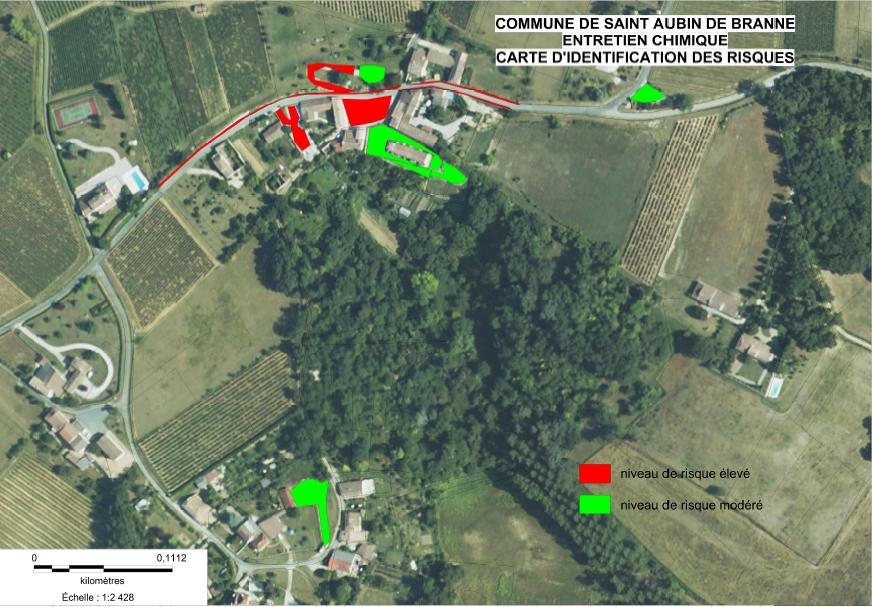 COMMUNE DE SAINT AUBIN DE BRANNE
ENTRETIEN CHIMIQUE
CARTE D'IDENTIFICATION DES RISQUES
niveau de risque élevé
niveau de risque modéré
0 0,1112
kilomètres
Échelle : 1:2 428